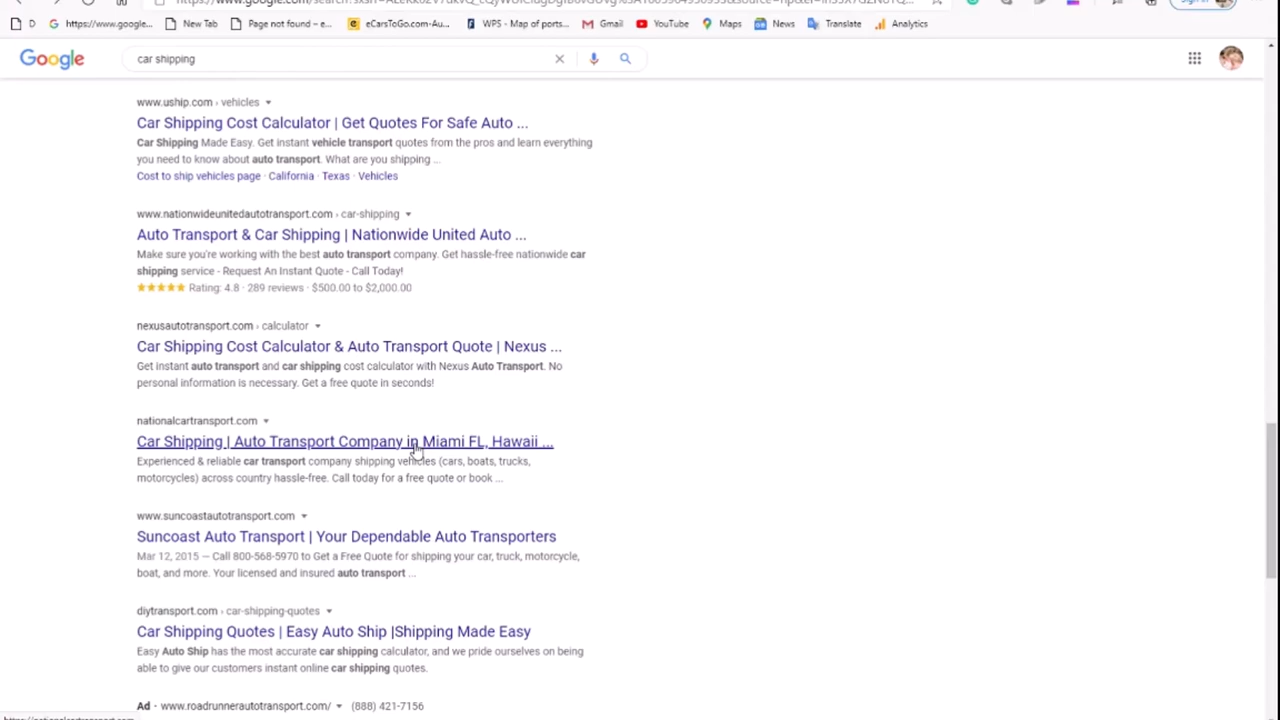 D
https://www.google...
New Tab
Page not found – e...
eCarsToGo.com-Au...
WPS - Map of ports...
Gmail
YouTube
Maps
News
Translate
Analytics
Google
car shipping
www.uship.com › vehicles
Car Shipping Cost Calculator | Get Quotes For Safe Auto ...
Car Shipping Made Easy. Get instant vehicle transport quotes from the pros and learn everything
you need to know about auto transport. What are you shipping ...
Cost to ship vehicles page · California · Texas · Vehicles
www.nationwideunitedautotransport.com › car-shipping
Auto Transport & Car Shipping | Nationwide United Auto ...
Make sure you're working with the best auto transport company. Get hassle-free nationwide car
shipping service - Request An Instant Quote - Call Today!
Rating: 4.8 · 289 reviews · $500.00 to $2,000.00
nexusautotransport.com › calculator
Car Shipping Cost Calculator & Auto Transport Quote | Nexus ...
Get instant auto transport and car shipping cost calculator with Nexus Auto Transport. No
personal information is necessary. Get a free quote in seconds!
nationalcartransport.com
Car Shipping | Auto Transport Company in Miami FL, Hawaii ...
Experienced & reliable car transport company shipping vehicles (cars, boats, trucks,
motorcycles) across country hassle-free. Call today for a free quote or book ...
www.suncoastautotransport.com
Suncoast Auto Transport | Your Dependable Auto Transporters
Mar 12, 2015 — Call 800-568-5970 to Get a Free Quote for shipping your car, truck, motorcycle,
boat, and more. Your licensed and insured auto transport ...
diytransport.com › car-shipping-quotes
Car Shipping Quotes | Easy Auto Ship |Shipping Made Easy
Easy Auto Ship has the most accurate car shipping calculator, and we pride ourselves on being
able to give our customers instant online car shipping quotes.
Ad · www.roadrunnerautotransport.com/ (888) 421-7156